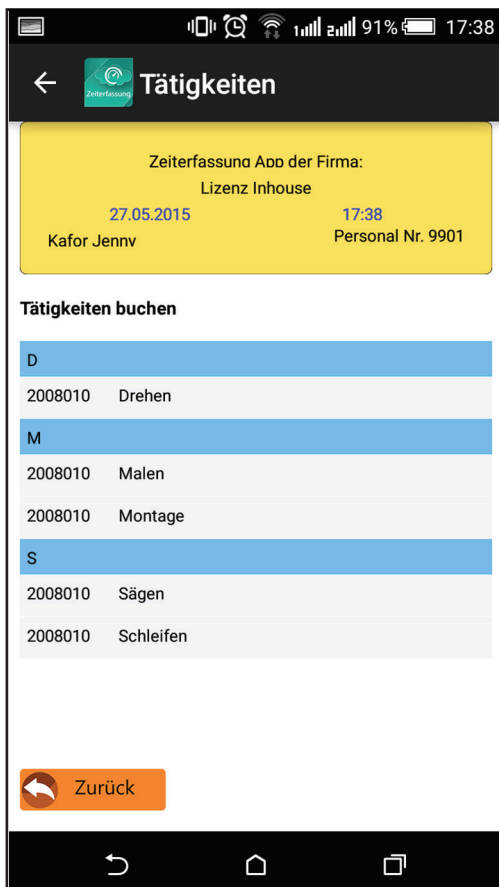 91% 17:38
Zeiterfassung
Tätigkeiten
Zeiterfassung App der Firma:
Lizenz Inhouse
27.05.2015 17:38
Kafor Jenny Personal Nr. 9901
Tätigkeiten buchen
D
2008010 Drehen
M
2008010 Malen
2008010 Montage
S
2008010 Sägen
2008010 Schleifen
Zurück